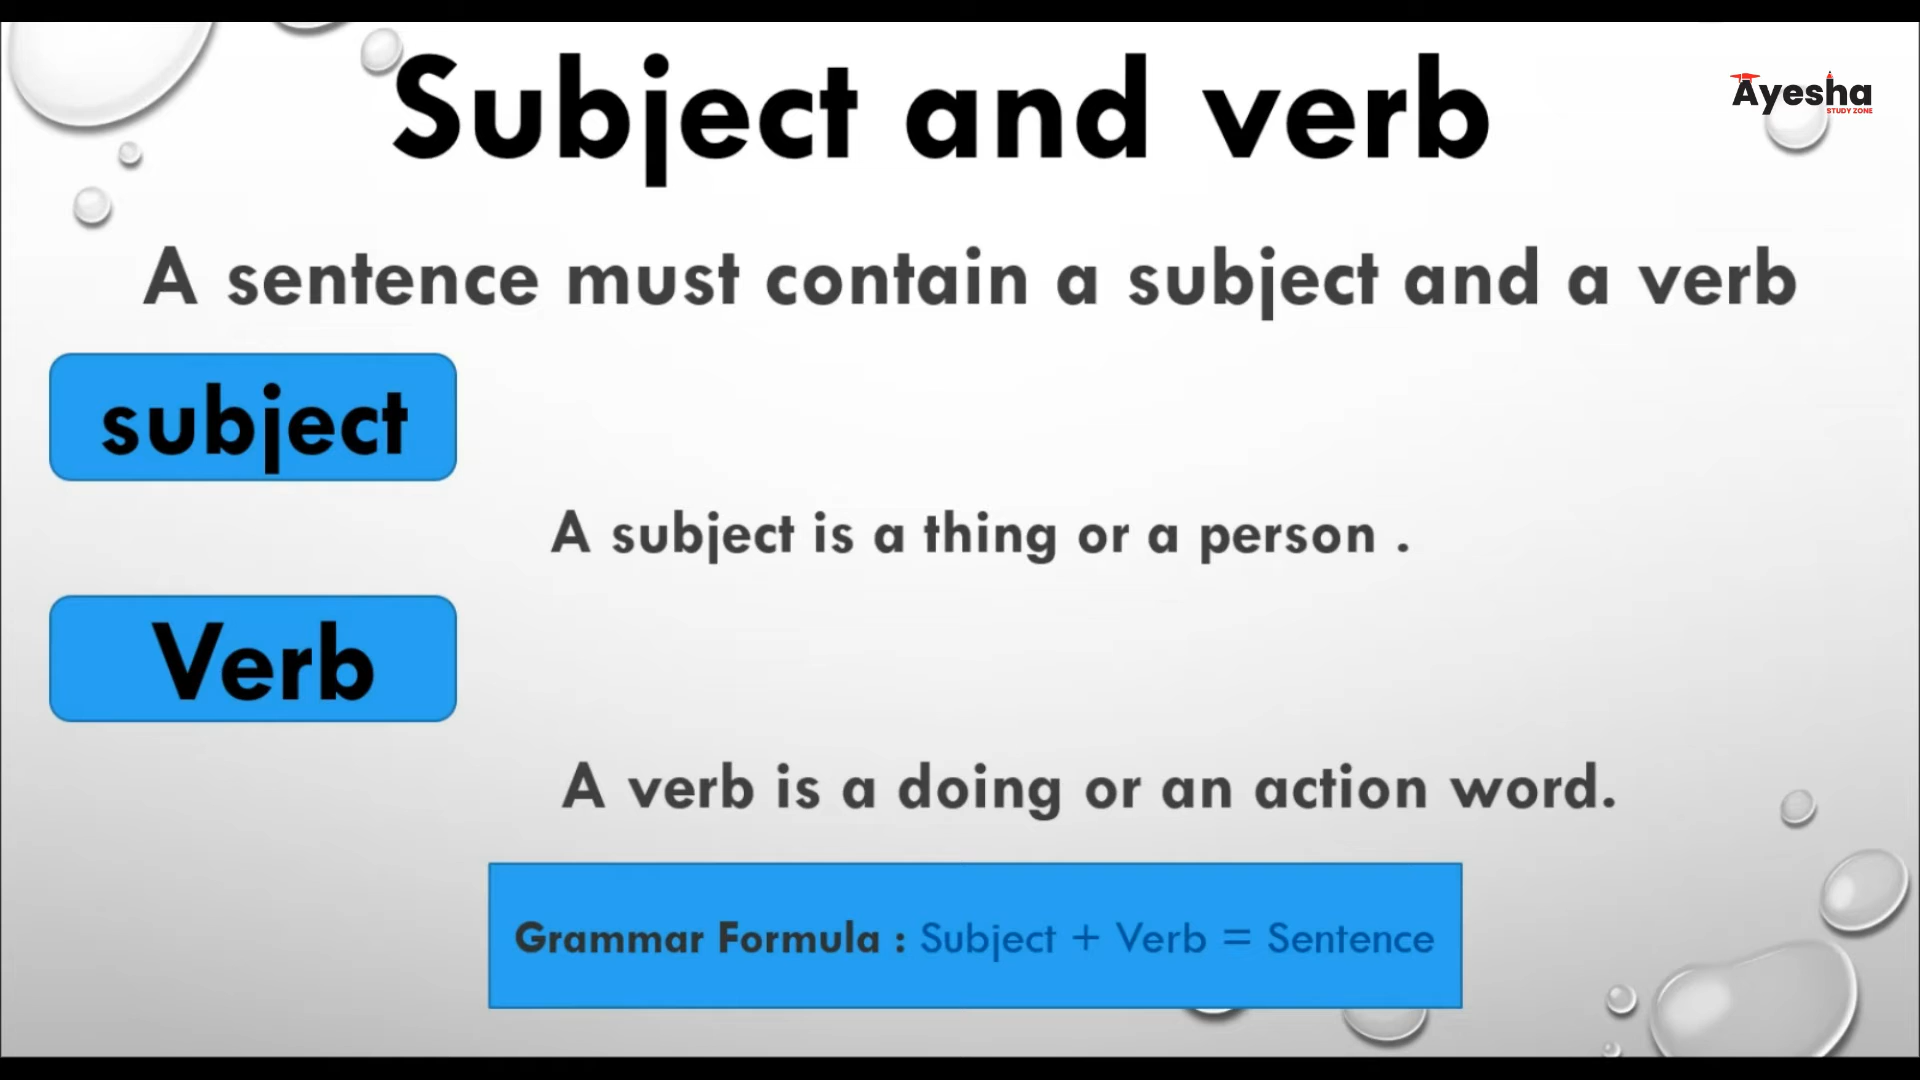 Subject and verb
Ayesha
STUDY ZONE
A sentence must contain a subject and a verb
subject
A subject is a thing or a person .
Verb
A verb is a doing or an action word.
Grammar Formula : Subject + Verb = Sentence